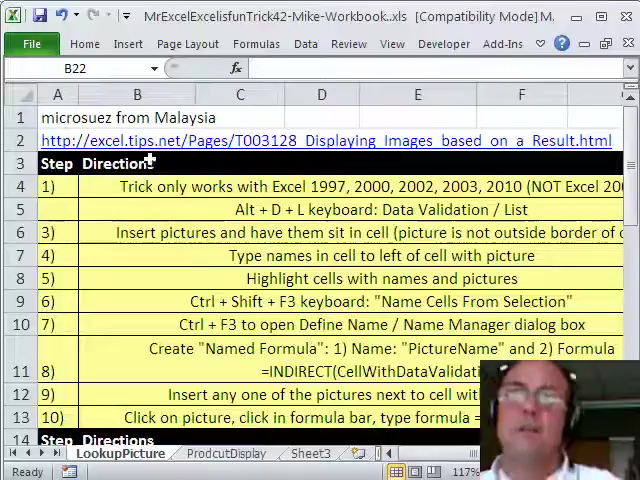 MrExcelExcelisfunTrick42-Mike-Workbook..xls [Compatibility Mode] M.
File Home Insert Page Layout Formulas Data Review View Developer Add-Ins
B22 fx
A B C D E F
1 microsuez from Malaysia
2 http://excel.tips.net/Pages/T003128_Displaying_Images_based_on_a_Result.html
3 Step Directions
4 1) Trick only works with Excel 1997, 2000, 2002, 2003, 2010 (NOT Excel 200
5 Alt + D + L keyboard: Data Validation / List
6 3) Insert pictures and have them sit in cell (picture is not outside border of c
7 4) Type names in cell to left of cell with picture
8 5) Highlight cells with names and pictures
9 6) Ctrl + Shift + F3 keyboard: "Name Cells From Selection"
10 7) Ctrl + F3 to open Define Name / Name Manager dialog box
Create "Named Formula": 1) Name: "PictureName" and 2) Formula
11 8) =INDIRECT(CellWithDataValidati
12 9) Insert any one of the pictures next to cell with
13 10) Click on picture, click in formula bar, type formula =
14 Step Directions
LookupPicture ProdcutDisplay Sheet3
Ready 117%